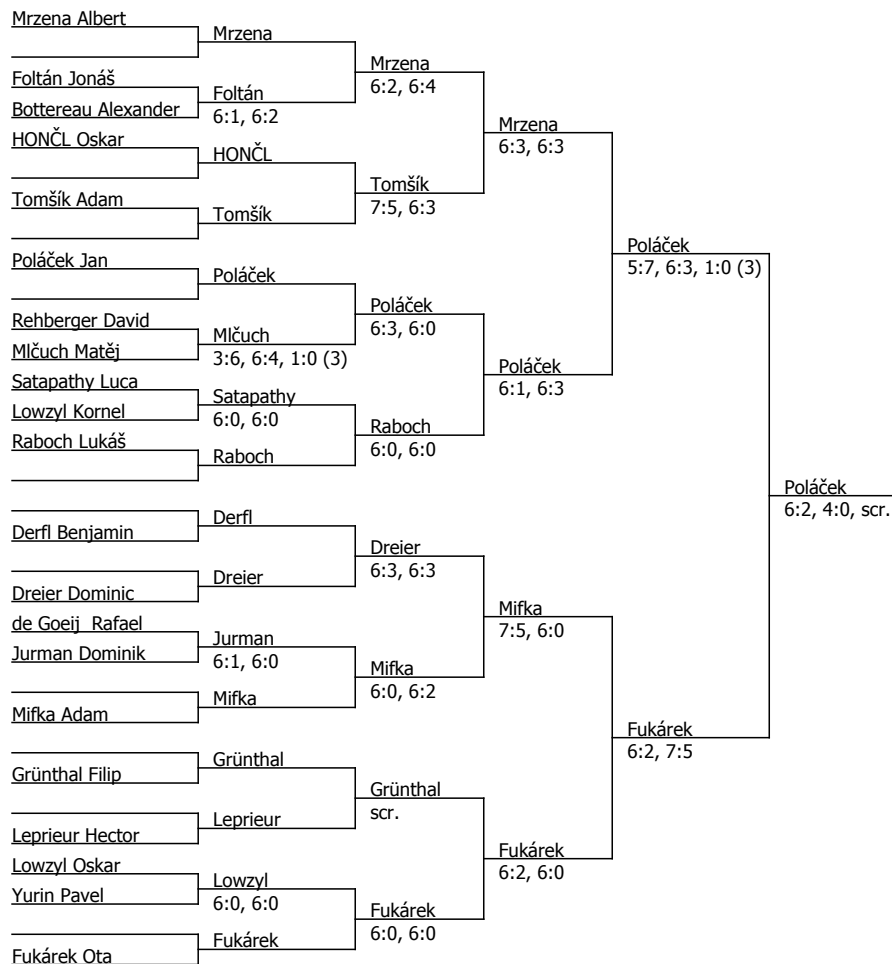 Mrzena Albert
Mrzena
Mrzena
6:2, 6:4
Foltán Jonáš
Foltán
6:1, 6:2
Bottereau Alexander
Mrzena
6:3, 6:3
HONČL Oskar
HONČL
Tomšík
7:5, 6:3
Tomšík Adam
Tomšík
Poláček
5:7, 6:3, 1:0 (3)
Poláček Jan
Poláček
Poláček
6:3, 6:0
Rehberger David
Mlčuch
3:6, 6:4, 1:0 (3)
Mlčuch Matěj
Poláček
6:1, 6:3
Satapathy Luca
Satapathy
6:0, 6:0
Lowzyl Kornel
Raboch
6:0, 6:0
Raboch Lukáš
Raboch
Poláček
6:2, 4:0, scr.
Derfl
Derfl Benjamin
Dreier
6:3, 6:3
Dreier
Dreier Dominic
Mifka
7:5, 6:0
de Goeij  Rafael
Jurman
6:1, 6:0
Jurman Dominik
Mifka
6:0, 6:2
Mifka
Mifka Adam
Fukárek
6:2, 7:5
Grünthal
Grünthal Filip
Grünthal
scr.
Leprieur
Leprieur Hector
Fukárek
6:2, 6:0
Lowzyl Oskar
Lowzyl
6:0, 6:0
Yurin Pavel
Fukárek
6:0, 6:0
Fukárek
Fukárek Ota